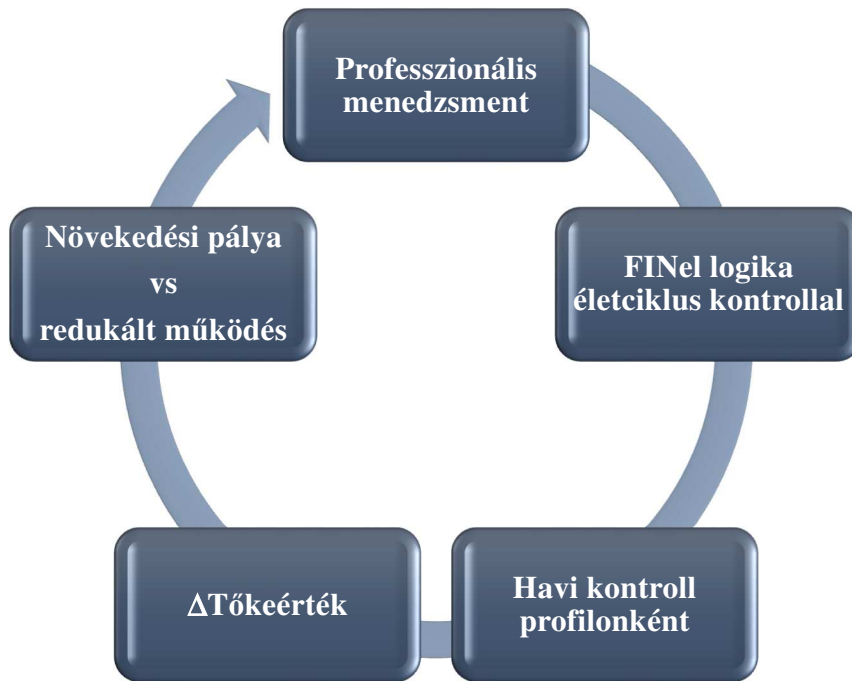 Professzionális
menedzsment
FINel logika
életciklus kontrollal
Havi kontroll
profilonként
ΔTőkeérték
Növekedési pálya
vs
redukált működés